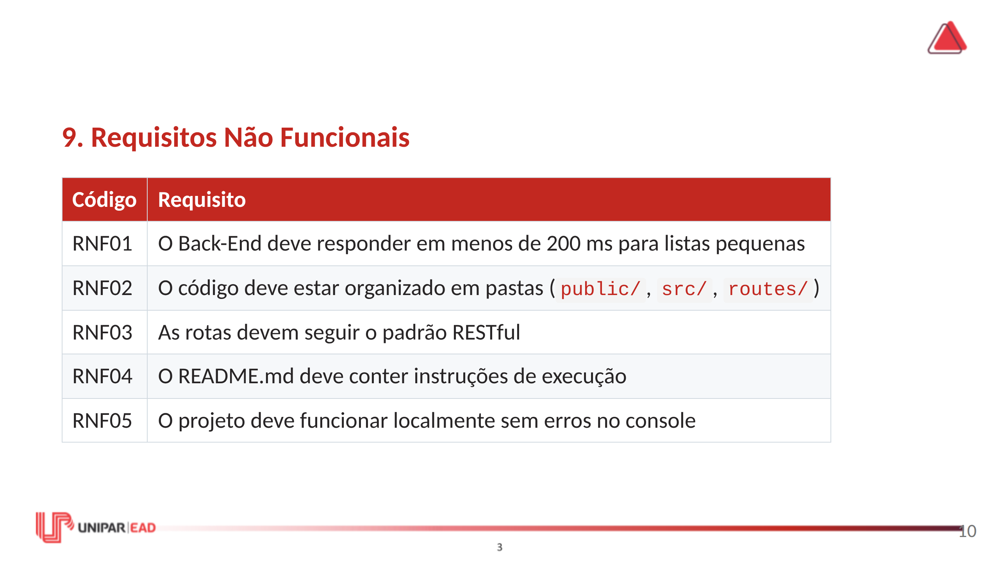 9. Requisitos Não Funcionais
Código Requisito
RNF01 O Back-End deve responder em menos de 200 ms para listas pequenas
RNF02 O código deve estar organizado em pastas (public/, src/, routes/)
RNF03 As rotas devem seguir o padrão RESTful
RNF04 O README.md deve conter instruções de execução
RNF05 O projeto deve funcionar localmente sem erros no console
UNIPAR|EAD
10
3